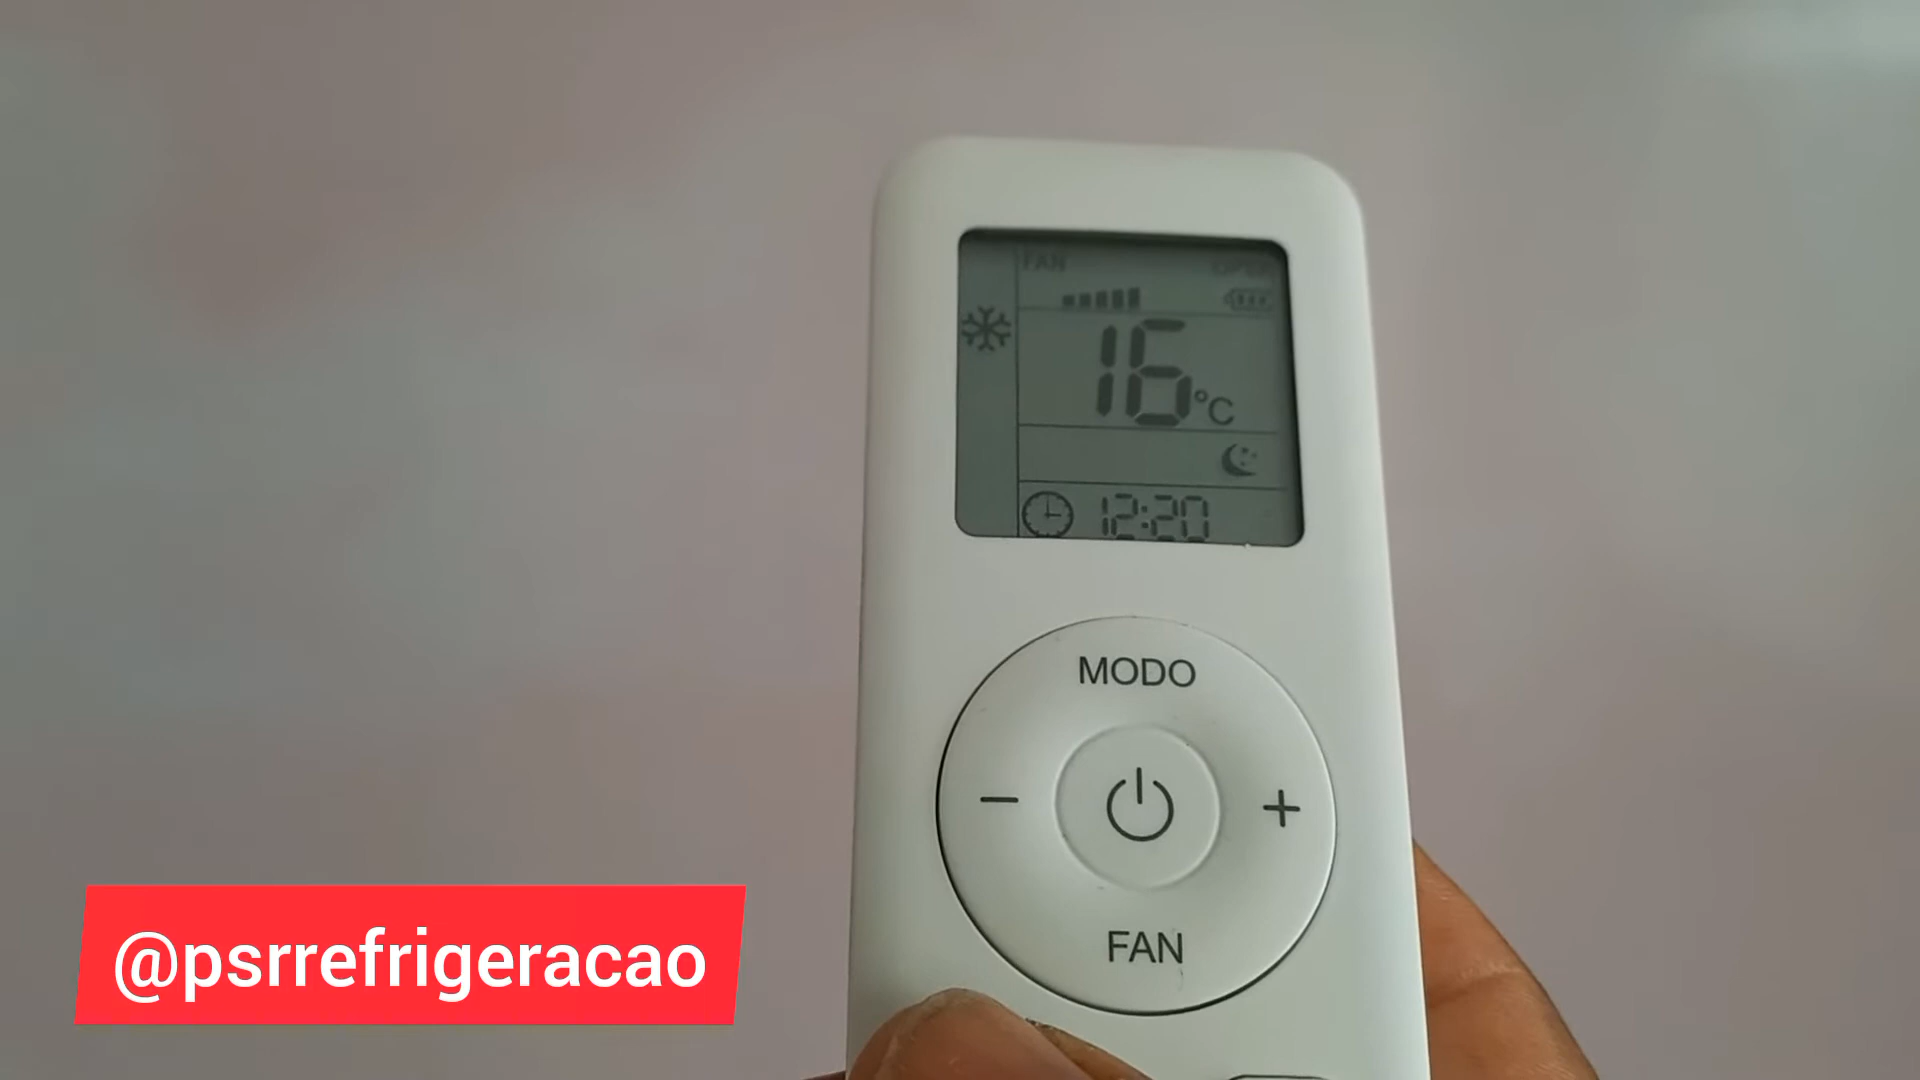 FAN
16°C
12:20
MODO
- +
FAN
@psrrefrigeracao